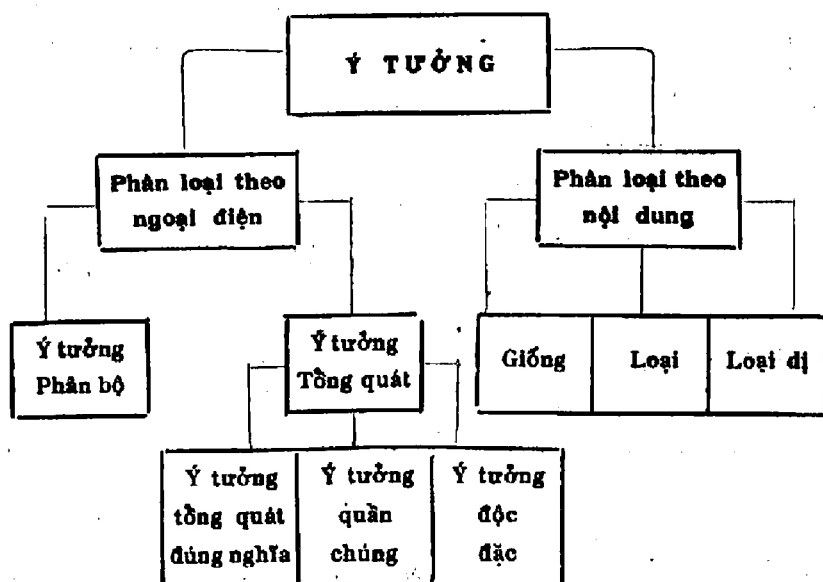 Ý TƯỞNG
Phân loại theo
ngoại điện
Phân loại theo
nội dung
Ý tưởng
Phân bộ
Ý tưởng
Tổng quát
Giống
Loại
Loại dị
Ý tưởng
tổng quát
đúng nghĩa
Ý tưởng
quần
chúng
Ý tưởng
độc
đặc